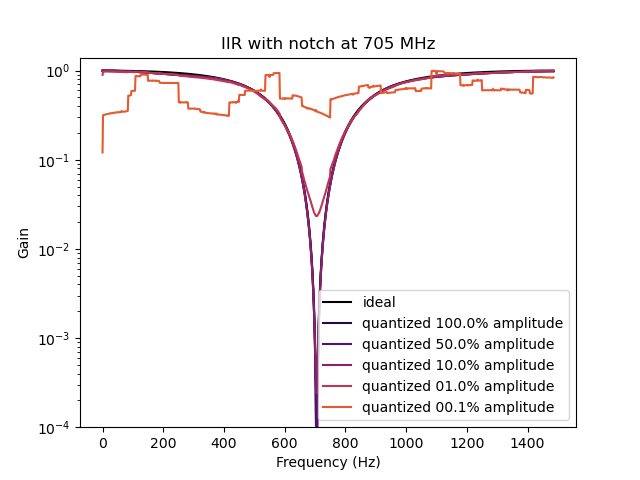 IIR with notch at 705 MHz
10⁰
10⁻¹
10⁻²
10⁻³
10⁻⁴
Gain
ideal
quantized 100.0% amplitude
quantized 50.0% amplitude
quantized 10.0% amplitude
quantized 01.0% amplitude
quantized 00.1% amplitude
0 200 400 600 800 1000 1200 1400
Frequency (Hz)